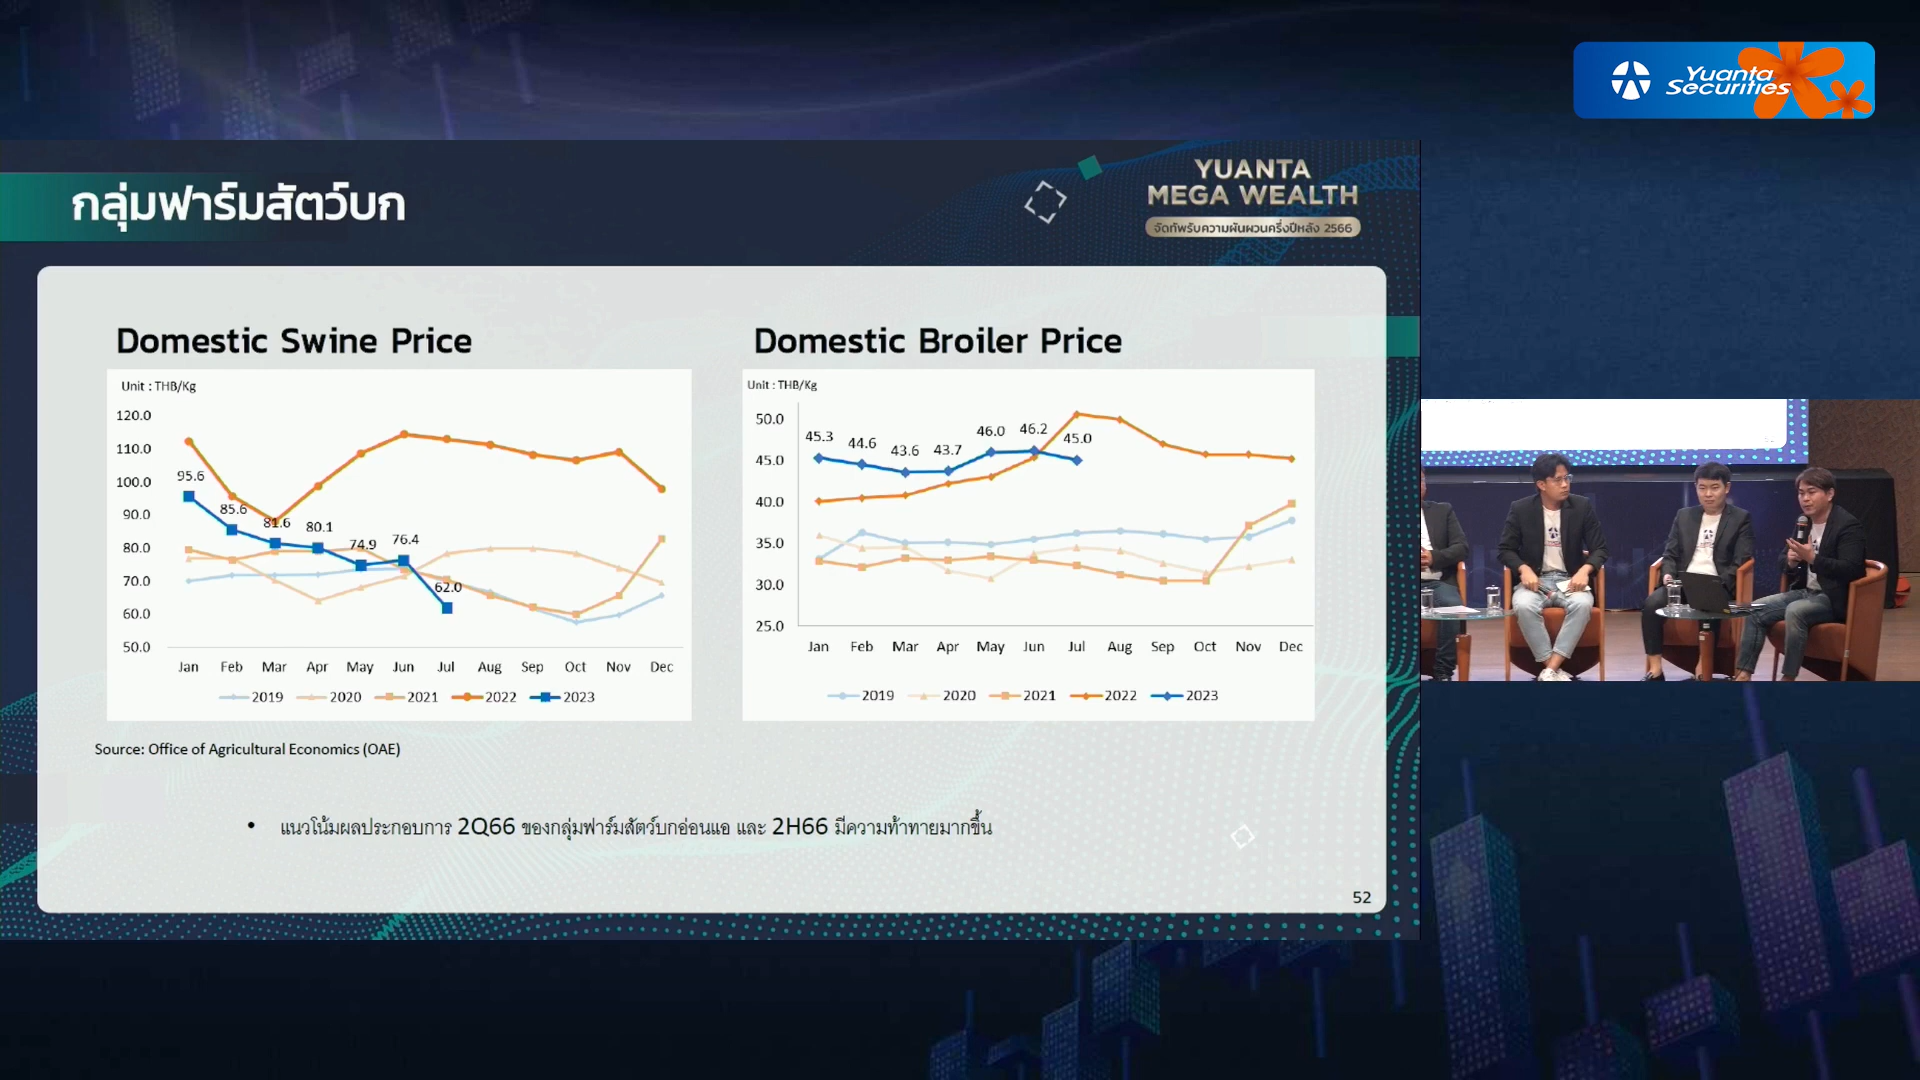 Yuanta
Securities
กลุ่มฟาร์มสัตว์บก
YUANTA
MEGA WEALTH
จัดทัพรับความผันผวนครึ่งปีหลัง 2566
Domestic Swine Price
Unit : THB/Kg
120.0
110.0
100.0
90.0
80.0
70.0
60.0
50.0
95.6
85.6
81.6
80.1
74.9
76.4
62.0
Jan Feb Mar Apr May Jun Jul Aug Sep Oct Nov Dec
2019 2020 2021 2022 2023
Domestic Broiler Price
Unit : THB/Kg
50.0
45.0
40.0
35.0
30.0
25.0
45.3
44.6
43.6
43.7
46.0
46.2
45.0
Jan Feb Mar Apr May Jun Jul Aug Sep Oct Nov Dec
2019 2020 2021 2022 2023
Source: Office of Agricultural Economics (OAE)
• แนวโน้มผลประกอบการ 2Q66 ของกลุ่มฟาร์มสัตว์บกอ่อนแอ และ 2H66 มีความท้าทายมากขึ้น
52